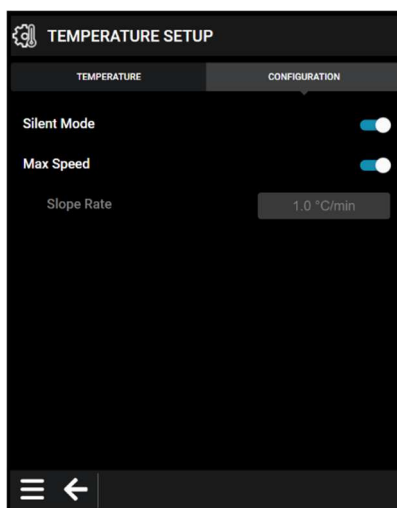 TEMPERATURE SETUP
TEMPERATURE CONFIGURATION
Silent Mode
Max Speed
Slope Rate 1.0 °C/min